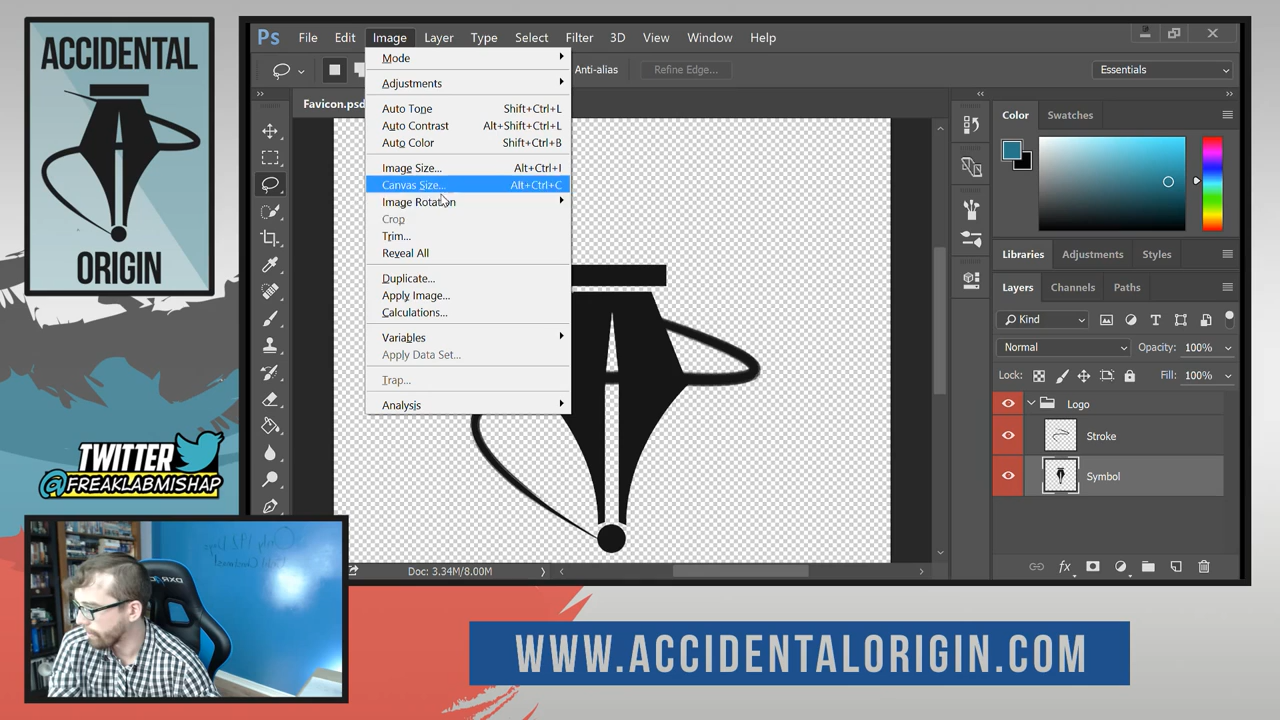 ACCIDENTAL
ORIGIN
TWITTER
@FREAKLABMISHAP
Ps File Edit Image Layer Type Select Filter 3D View Window Help
Anti-alias Refine Edge... Essentials
Favicon.psd
Mode
Adjustments
Auto Tone Shift+Ctrl+L
Auto Contrast Alt+Shift+Ctrl+L
Auto Color Shift+Ctrl+B
Image Size... Alt+Ctrl+I
Canvas Size... Alt+Ctrl+C
Image Rotation
Crop
Trim...
Reveal All
Duplicate...
Apply Image...
Calculations...
Variables
Apply Data Set...
Trap...
Analysis
Color Swatches
Libraries Adjustments Styles
Layers Channels Paths
Kind
Normal Opacity: 100%
Lock: Fill: 100%
Logo
Stroke
Symbol
fx
Doc: 3.34M/8.00M
DXRACER
WWW.ACCIDENTALORIGIN.COM